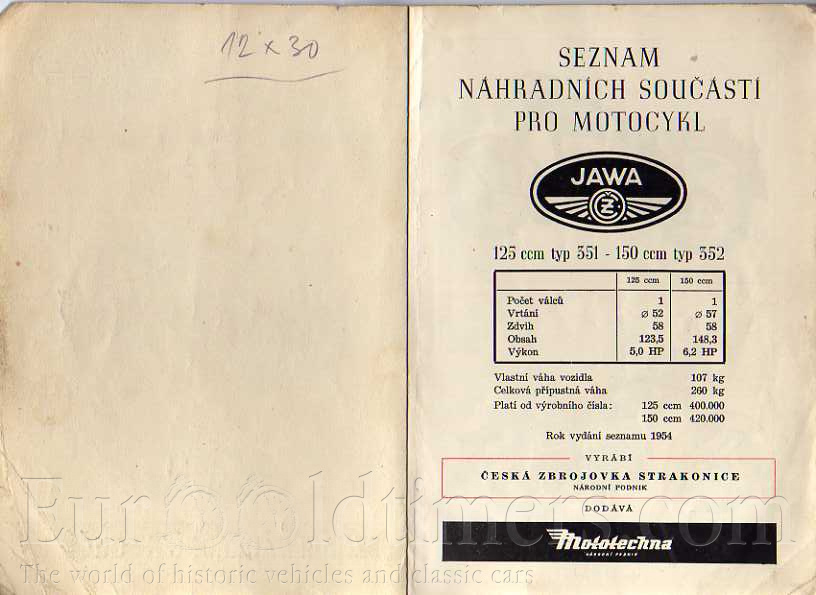 12 x 30
SEZNAM
NÁHRADNÍCH SOUČÁSTÍ
PRO MOTOCYKL
JAWA
ČZ
125 ccm typ 351 - 150 ccm typ 352
125 ccm 150 ccm
Počet válců 1 1
Vrtání ⌀ 52 ⌀ 57
Zdvih 58 58
Obsah 123,5 148,3
Výkon 5,0 HP 6,2 HP
Vlastní váha vozidla 107 kg
Celková přípustná váha 260 kg
Platí od výrobního čísla: 125 ccm 400.000
150 ccm 420.000
Rok vydání seznamu 1954
VYRÁBÍ
ČESKÁ ZBROJOVKA STRAKONICE
NÁRODNÍ PODNIK
DODÁVÁ
Mototechna
NÁRODNÍ PODNIK
EuroOldtimers.com
The world of historic vehicles and classic cars